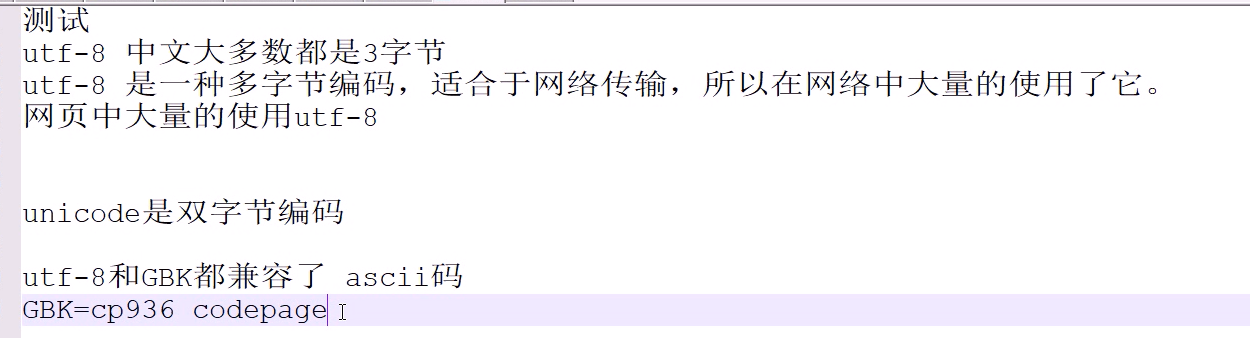 测试
utf-8 中文大多数都是3字节
utf-8 是一种多字节编码，适合于网络传输，所以在网络中大量的使用了它。
网页中大量的使用utf-8
unicode是双字节编码
utf-8和GBK都兼容了 ascii码
GBK=cp936 codepage